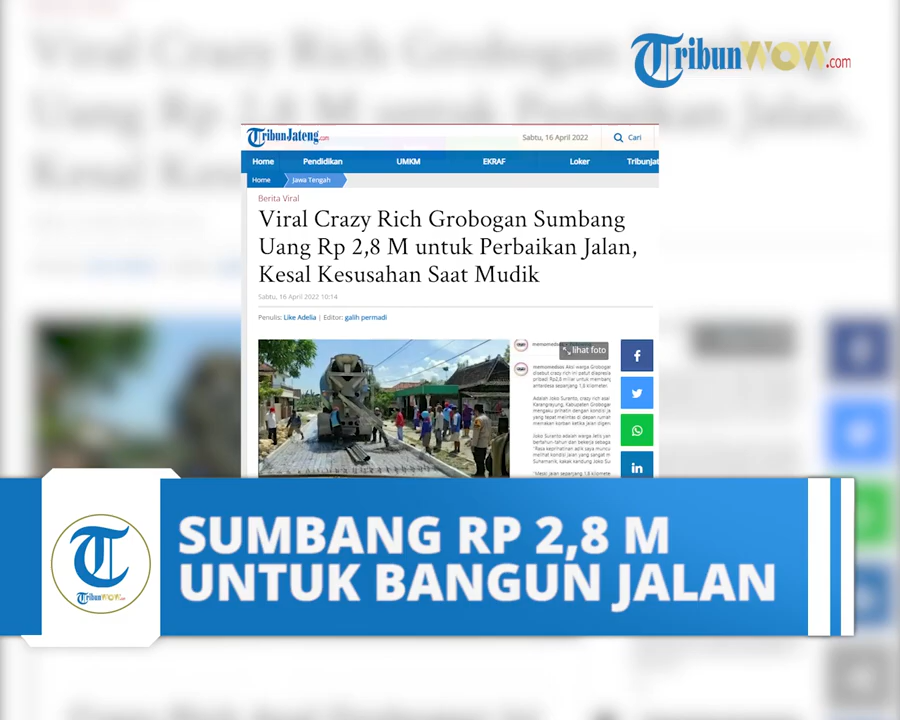 TribunWOW.com
TribunJateng.com
Sabtu, 16 April 2022
Cari
Home Pendidikan UMKM EKRAF Loker TribunJat
Home Jawa Tengah
Berita Viral
Viral Crazy Rich Grobogan Sumbang
Uang Rp 2,8 M untuk Perbaikan Jalan,
Kesal Kesusahan Saat Mudik
Sabtu, 16 April 2022 10:14
Penulis: Like Adelia | Editor: galih permadi
lihat foto
SUMBANG RP 2,8 M
UNTUK BANGUN JALAN
TribunWOW.com